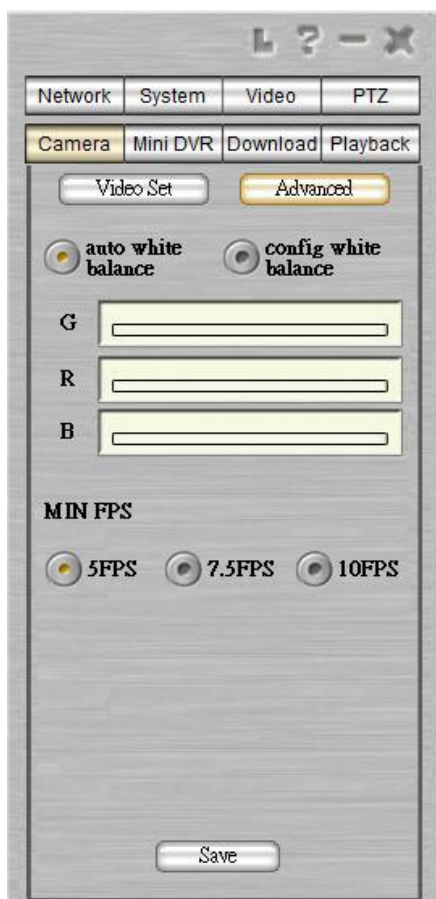 L ? — X
Network System Video PTZ
Camera Mini DVR Download Playback
Video Set Advanced
auto white balance config white balance
G
R
B
MIN FPS
5FPS 7.5FPS 10FPS
Save